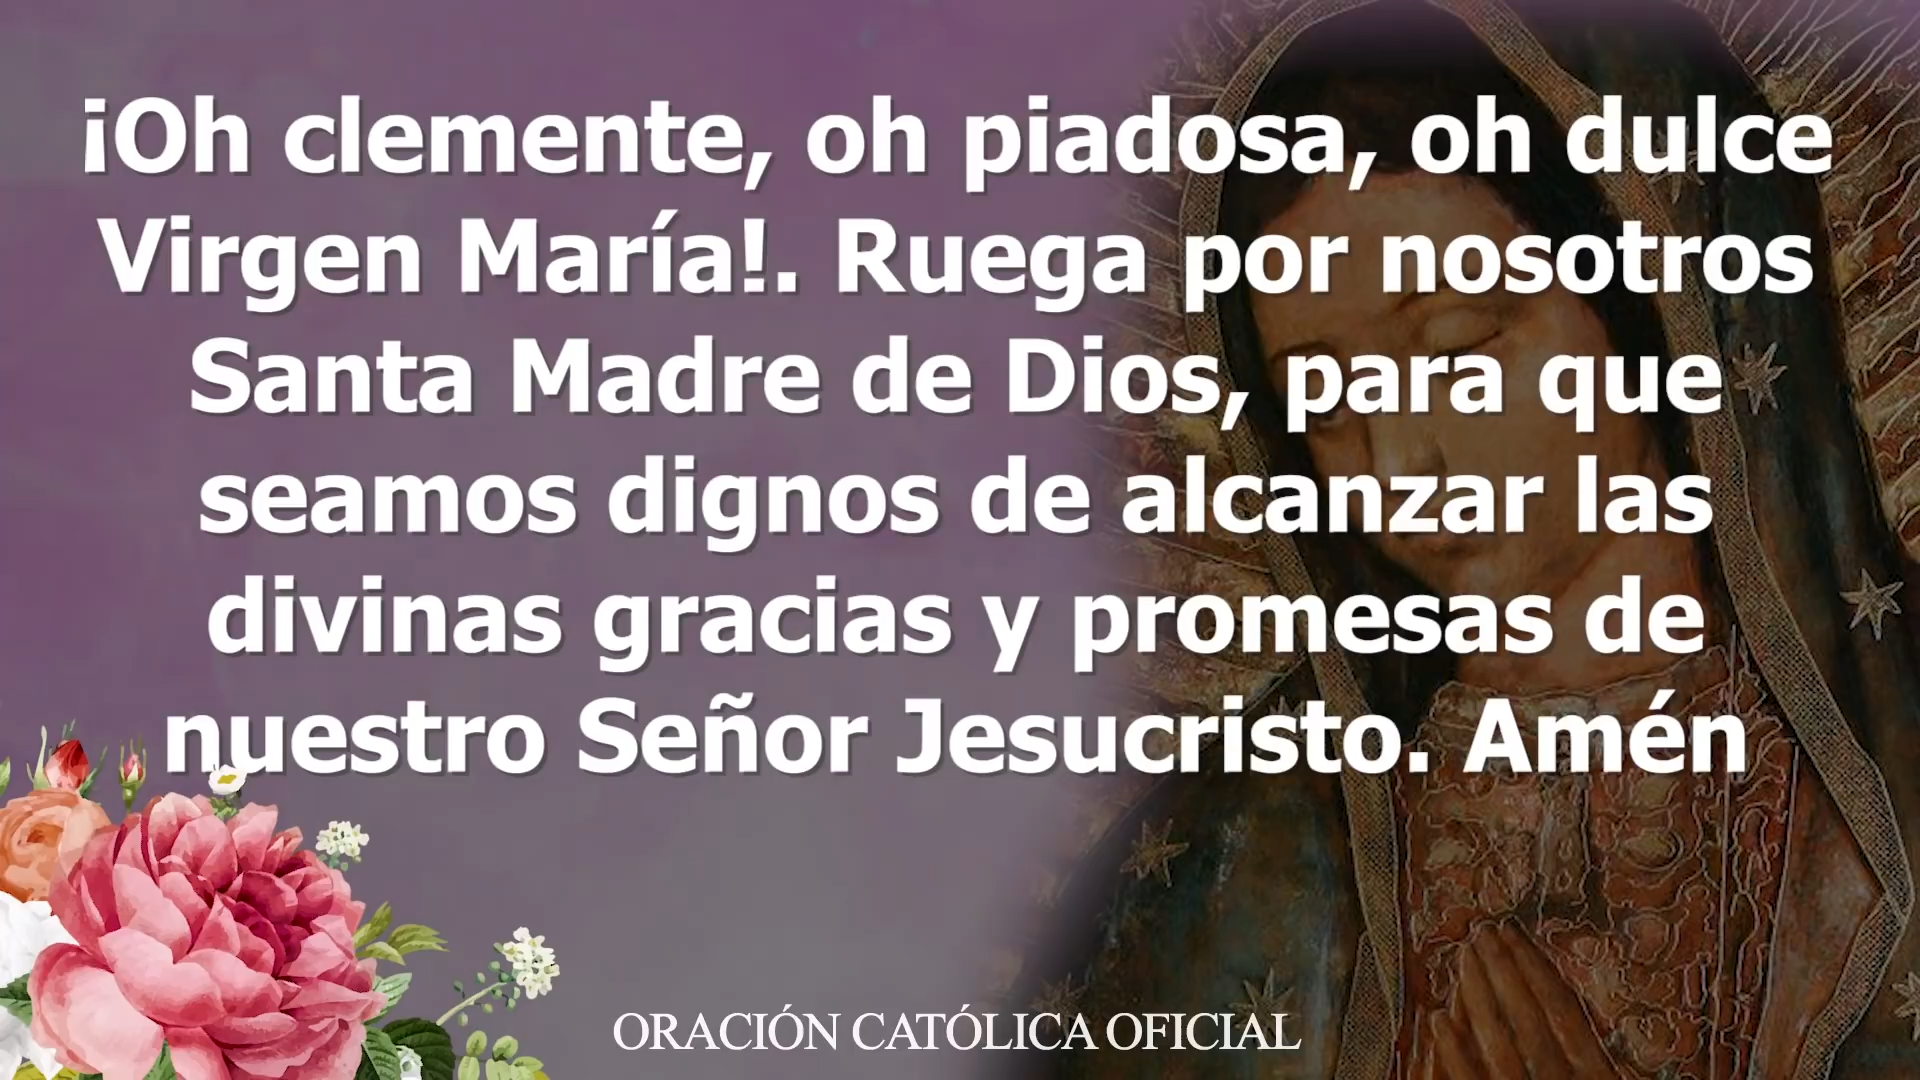 ¡Oh clemente, oh piadosa, oh dulce
Virgen María!. Ruega por nosotros
Santa Madre de Dios, para que
seamos dignos de alcanzar las
divinas gracias y promesas de
nuestro Señor Jesucristo. Amén
ORACIÓN CATÓLICA OFICIAL